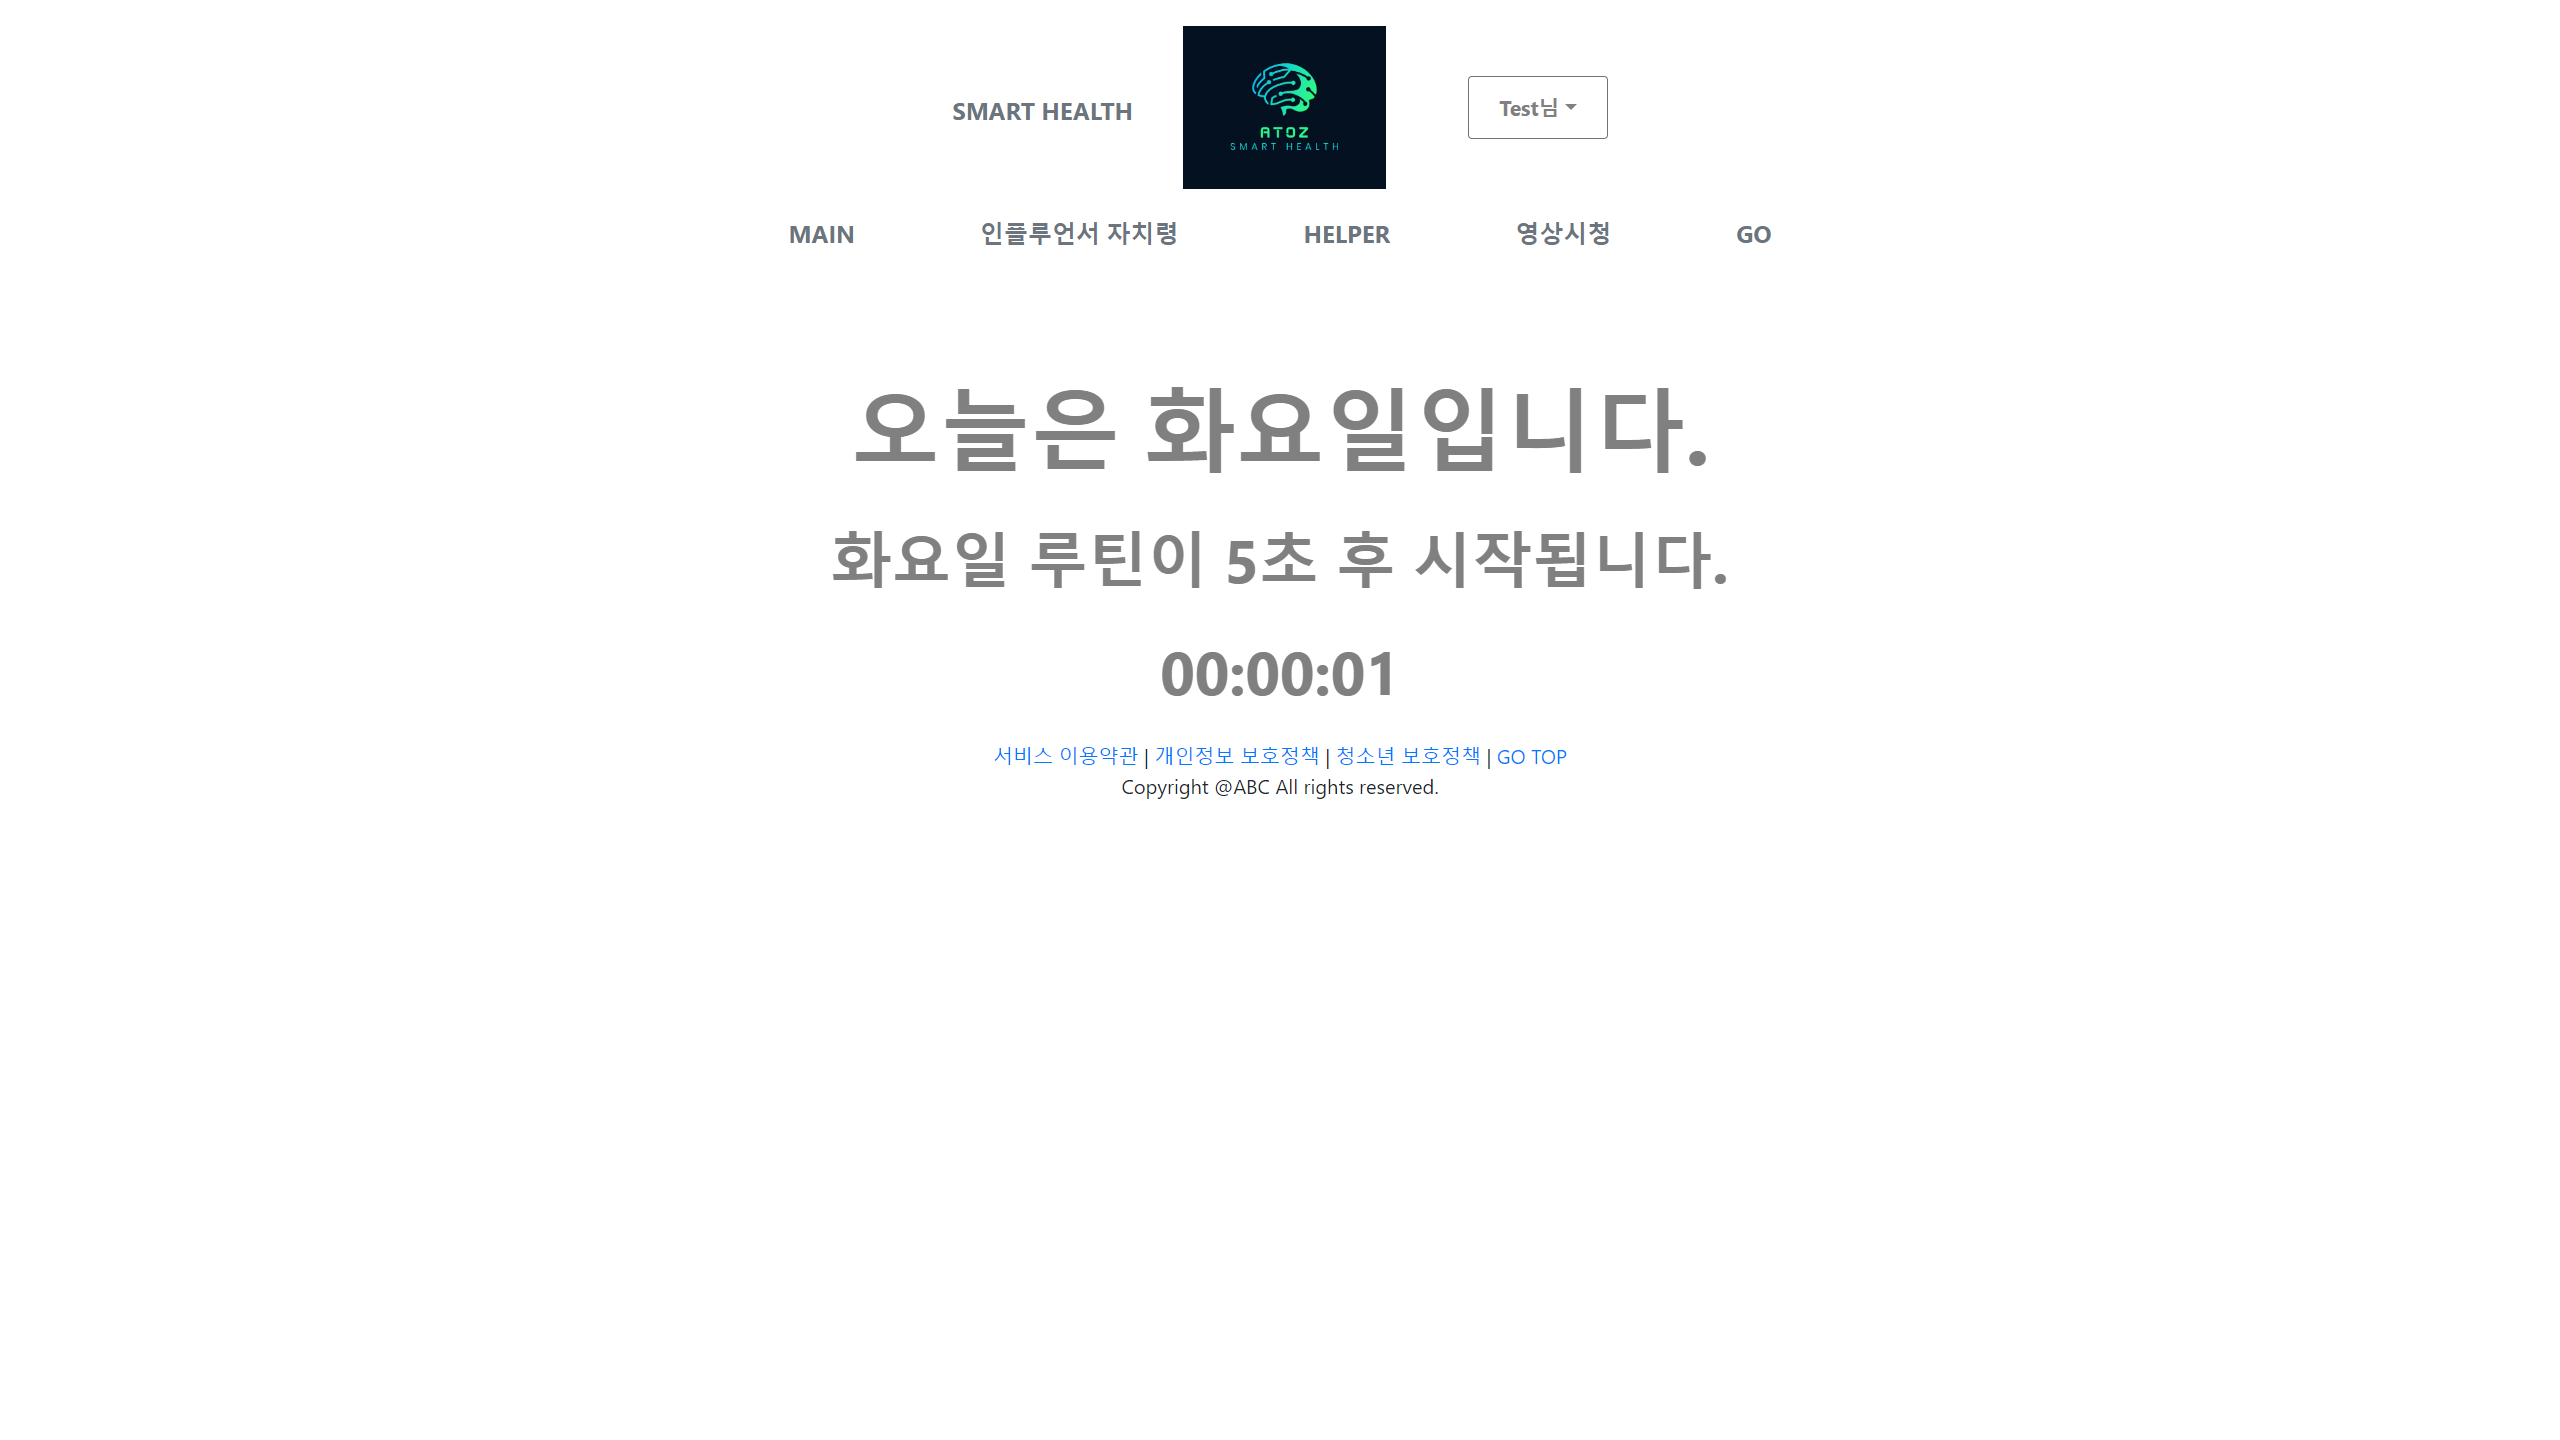 SMART HEALTH
ATOZ
SMART HEALTH
Test님
MAIN 인플루언서 자치령 HELPER 영상시청 GO
오늘은 화요일입니다.
화요일 루틴이 5초 후 시작됩니다.
00:00:01
서비스 이용약관 | 개인정보 보호정책 | 청소년 보호정책 | GO TOP
Copyright @ABC All rights reserved.